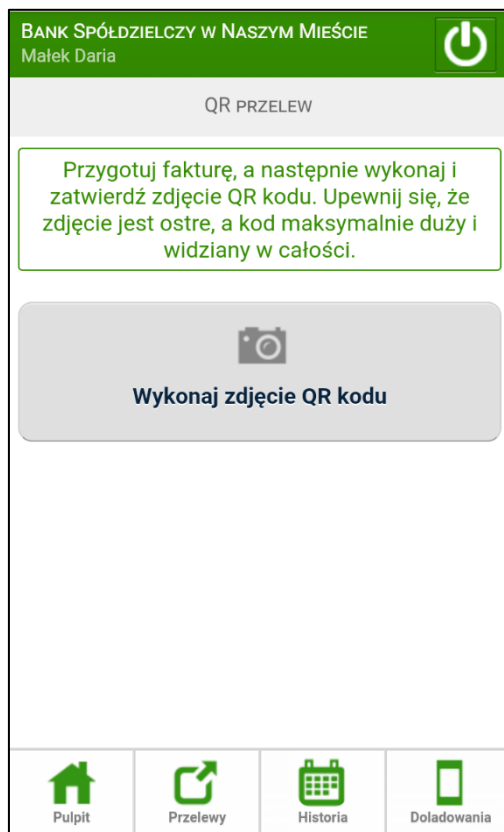 Bank Spółdzielczy w Naszym Mieście
Małek Daria
QR przelew
Przygotuj fakturę, a następnie wykonaj i
zatwierdź zdjęcie QR kodu. Upewnij się, że
zdjęcie jest ostre, a kod maksymalnie duży i
widziany w całości.
Wykonaj zdjęcie QR kodu
Pulpit Przelewy Historia Doladowania